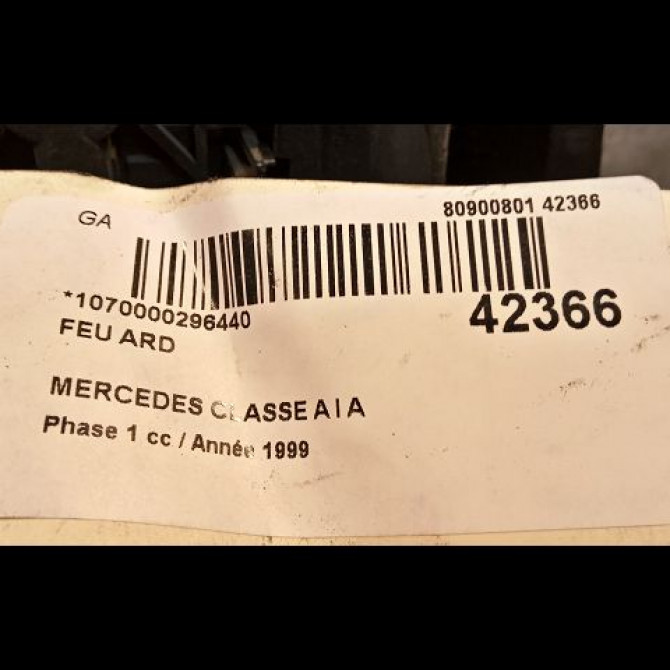 GA
80900801 42366
*1070000296440
42366
FEU ARD
MERCEDES CLASSE A I A
Phase 1 cc / Année 1999